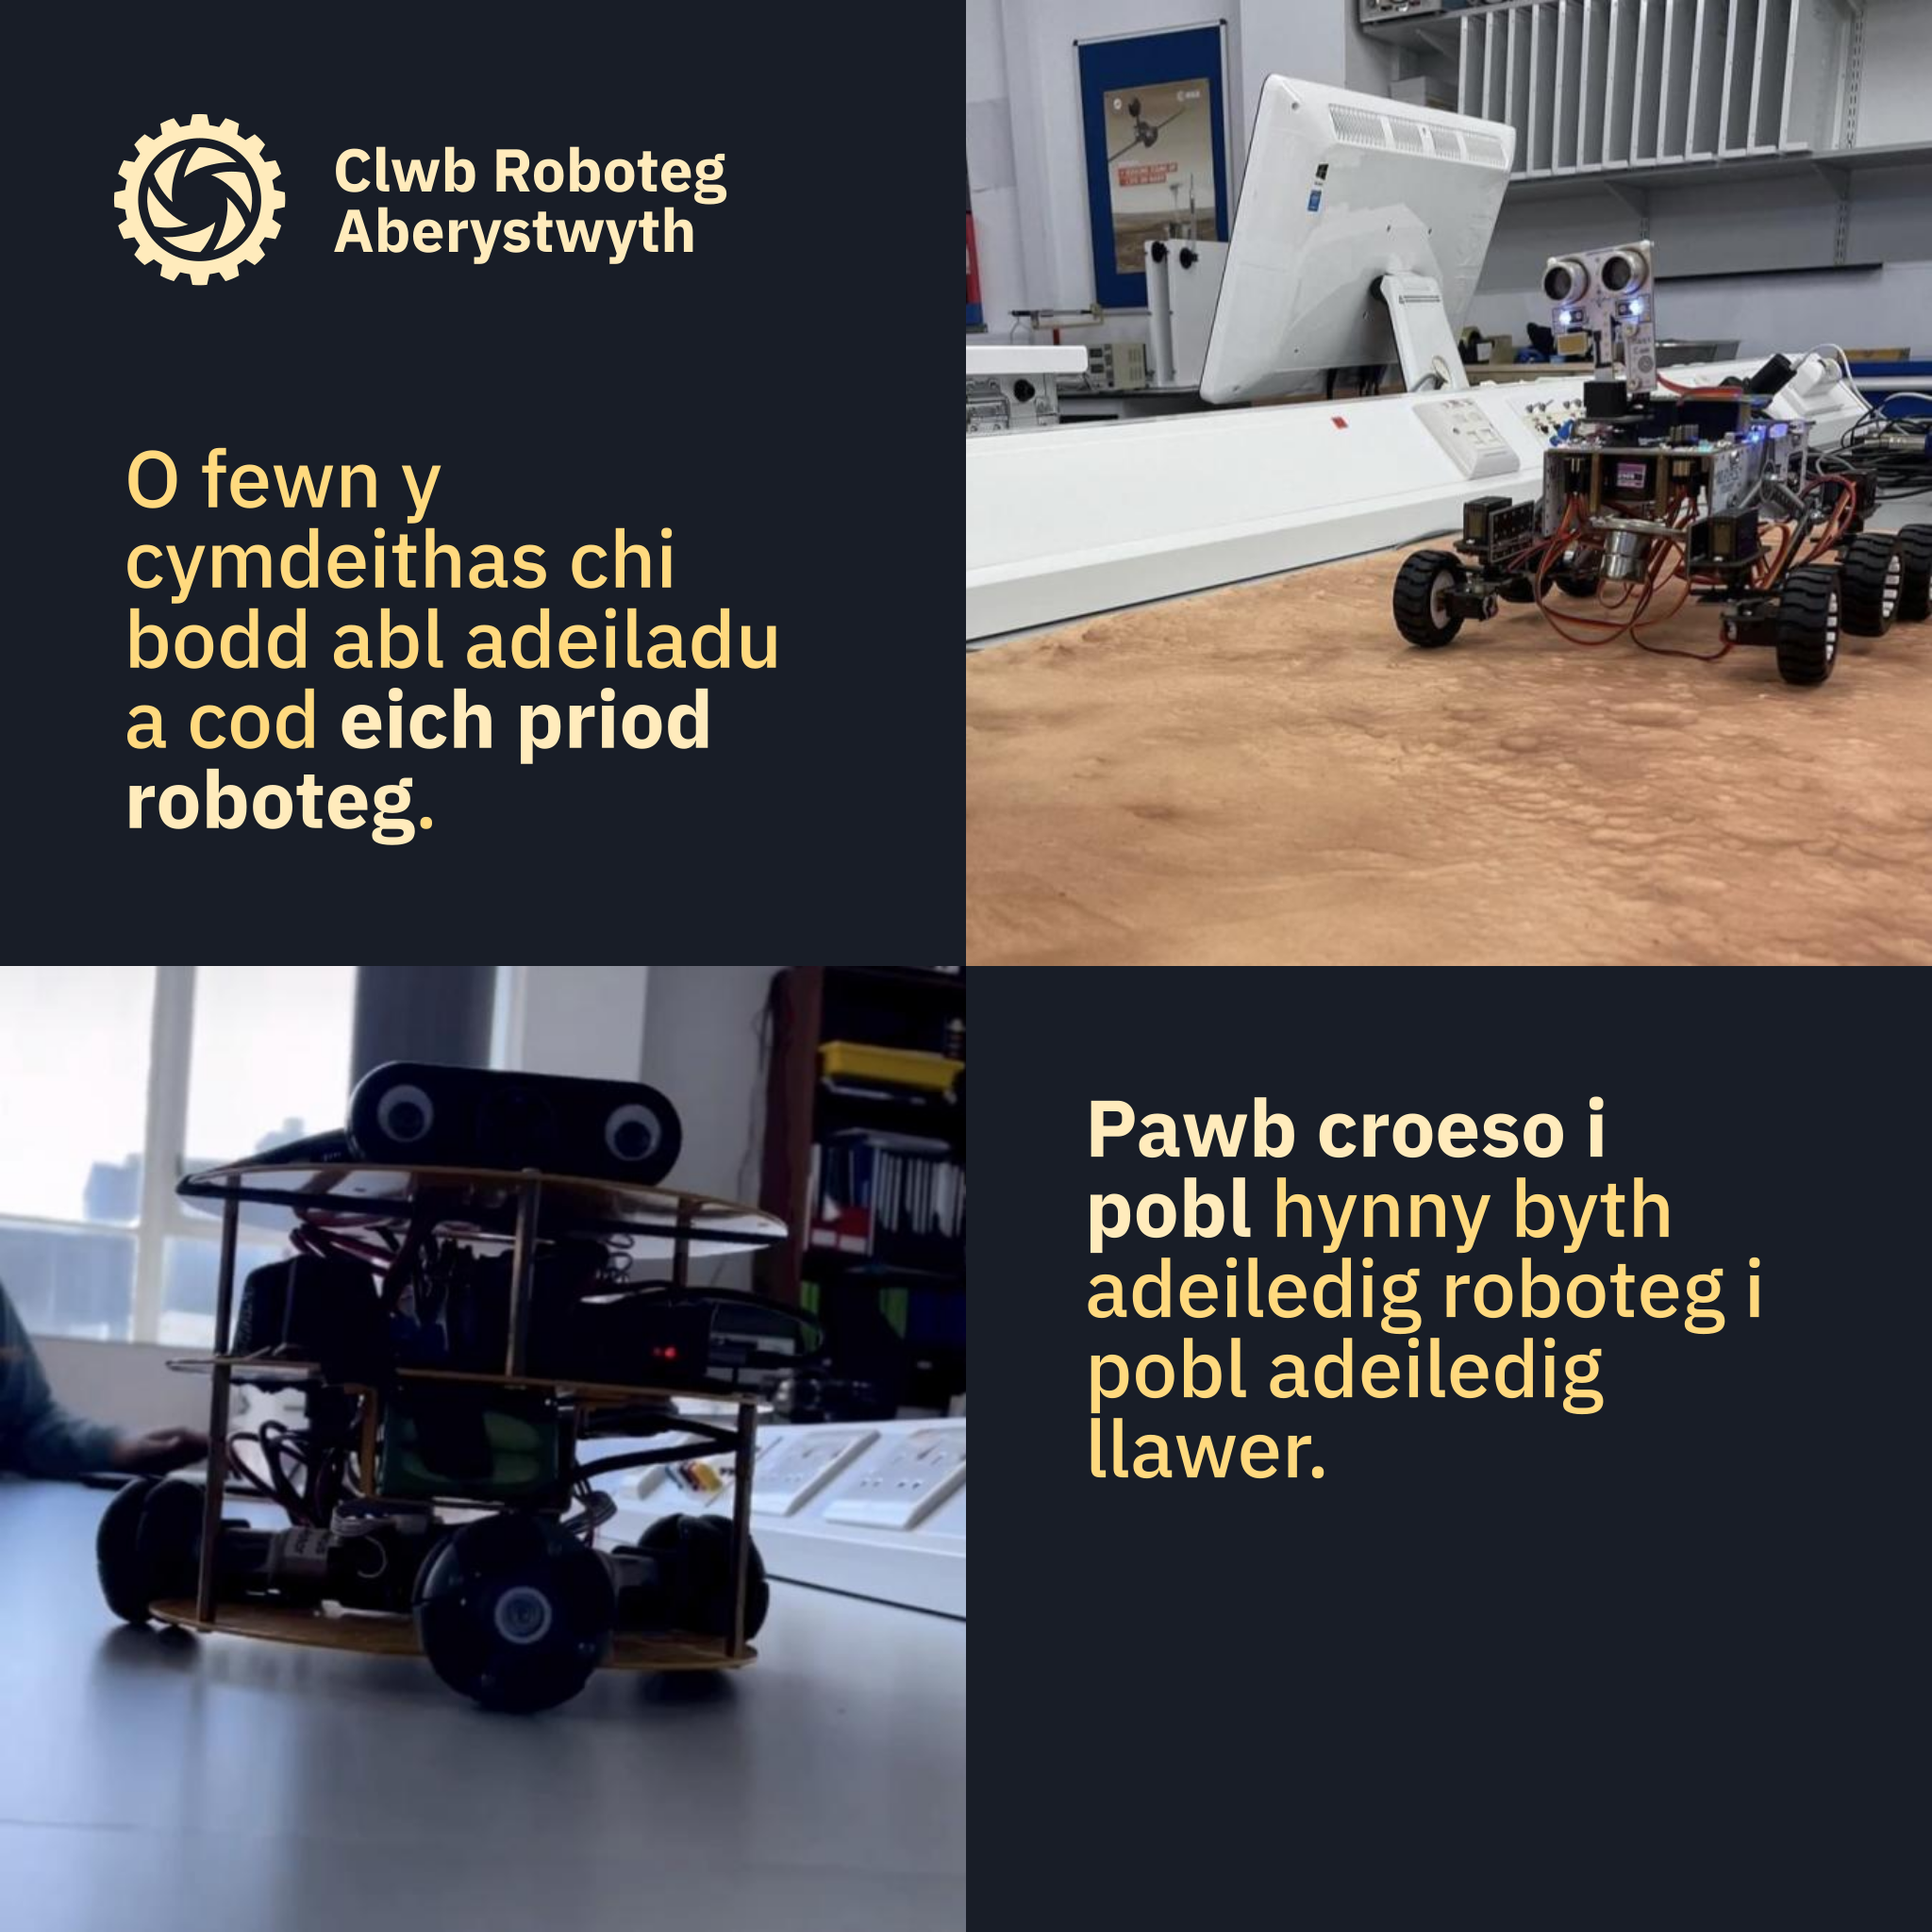 Clwb Roboteg
Aberystwyth
O fewn y
cymdeithas chi
bodd abl adeiladu
a cod eich priod
roboteg.
Pawb croeso i
pobl hynny byth
adeiledig roboteg i
pobl adeiledig
llawer.